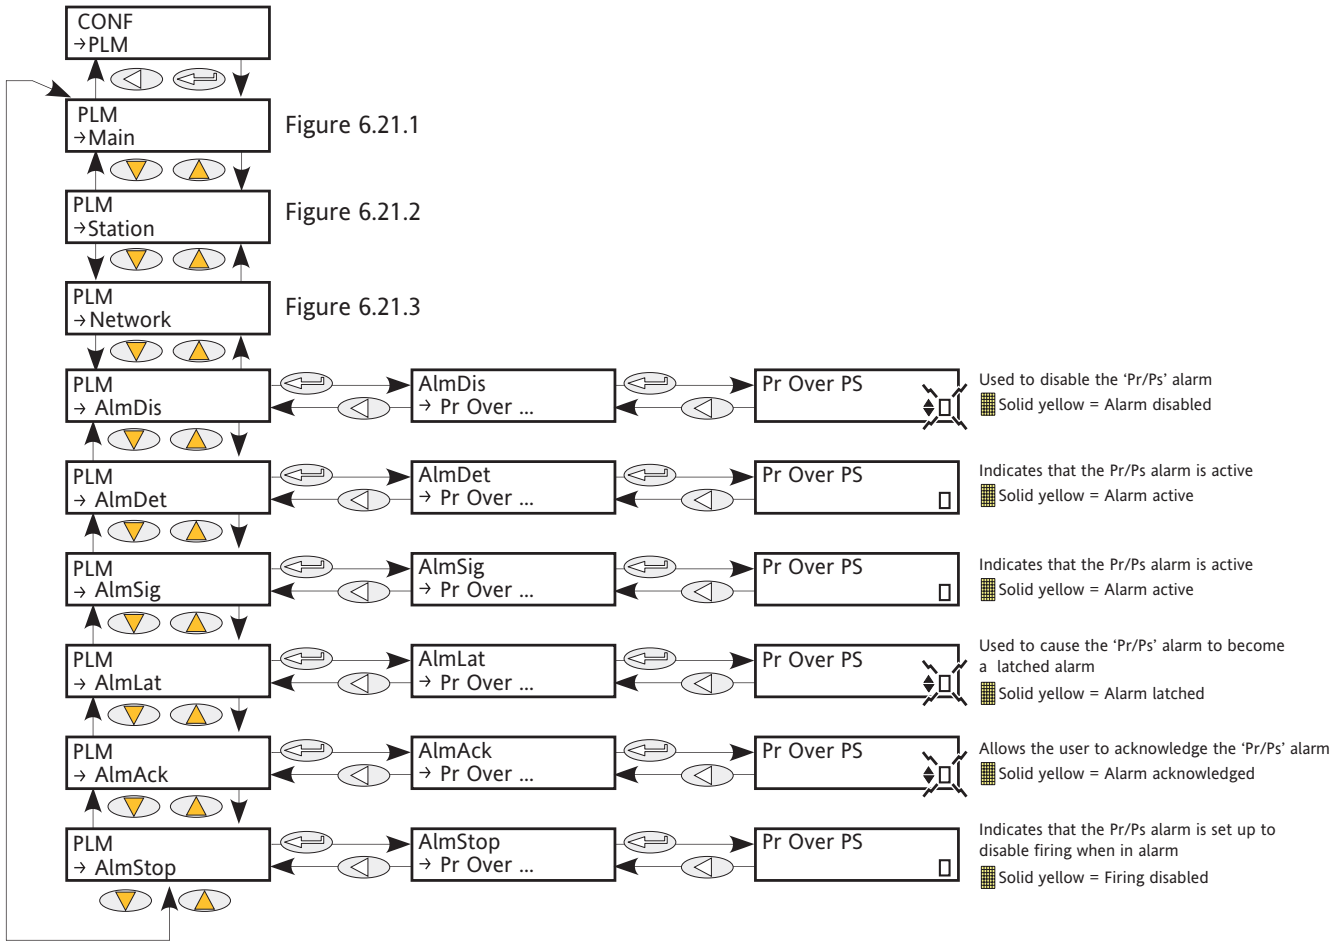 CONF
→PLM
PLM
→Main
Figure 6.21.1
PLM
→Station
Figure 6.21.2
PLM
→Network
Figure 6.21.3
PLM
→ AlmDis
AlmDis
→ Pr Over ...
Pr Over PS
Used to disable the ‘Pr/Ps’ alarm
Solid yellow = Alarm disabled
PLM
→ AlmDet
AlmDet
→ Pr Over ...
Pr Over PS
Indicates that the Pr/Ps alarm is active
Solid yellow = Alarm active
PLM
→ AlmSig
AlmSig
→ Pr Over ...
Pr Over PS
Indicates that the Pr/Ps alarm is active
Solid yellow = Alarm active
PLM
→ AlmLat
AlmLat
→ Pr Over ...
Pr Over PS
Used to cause the ‘Pr/Ps’ alarm to become
a latched alarm
Solid yellow = Alarm latched
PLM
→ AlmAck
AlmAck
→ Pr Over ...
Pr Over PS
Allows the user to acknowledge the ‘Pr/Ps’ alarm
Solid yellow = Alarm acknowledged
PLM
→ AlmStop
AlmStop
→ Pr Over ...
Pr Over PS
Indicates that the Pr/Ps alarm is set up to
disable firing when in alarm
Solid yellow = Firing disabled